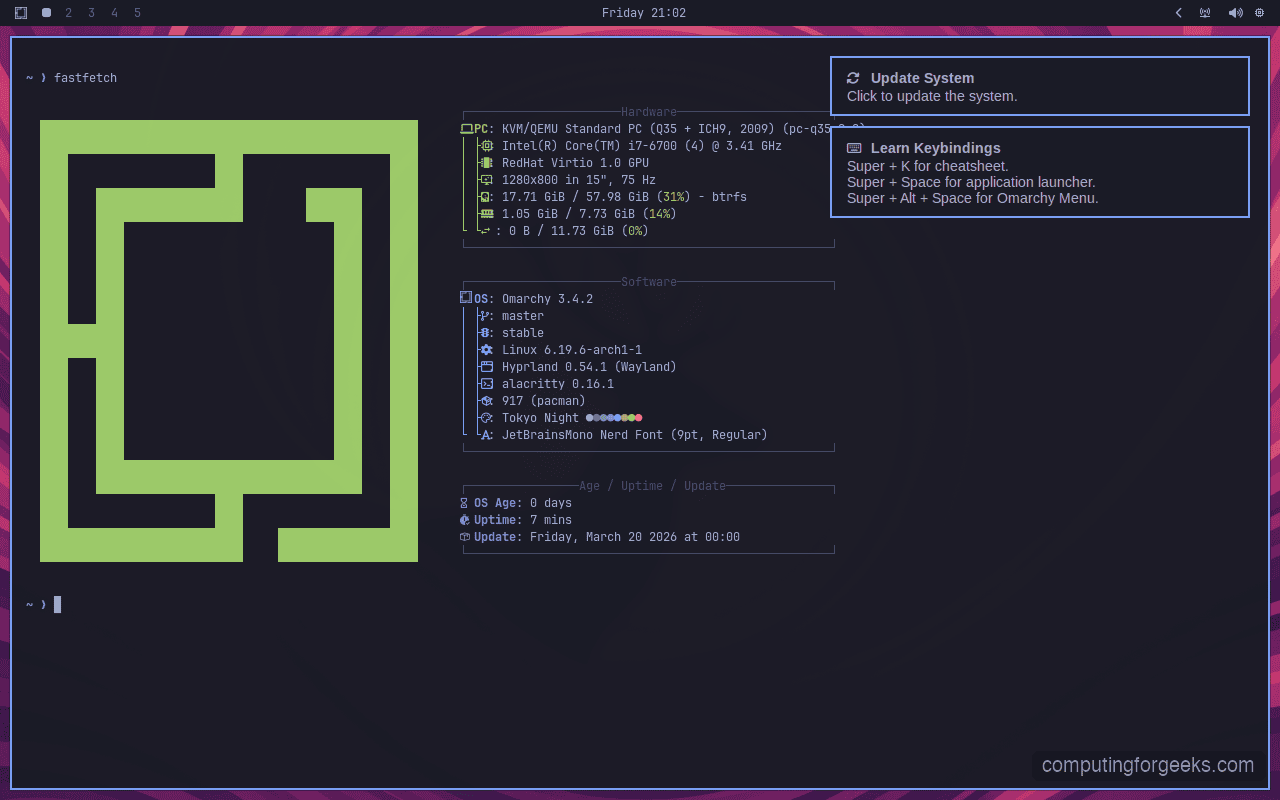 2 3 4 5 Friday 21:02
~ ❯ fastfetch
Update System
Click to update the system.
Learn Keybindings
Super + K for cheatsheet.
Super + Space for application launcher.
Super + Alt + Space for Omarchy Menu.
Hardware
PC: KVM/QEMU Standard PC (Q35 + ICH9, 2009) (pc-q35
Intel(R) Core(TM) i7-6700 (4) @ 3.41 GHz
RedHat Virtio 1.0 GPU
1280x800 in 15", 75 Hz
: 17.71 GiB / 57.98 GiB (31%) - btrfs
1.05 GiB / 7.73 GiB (14%)
: 0 B / 11.73 GiB (0%)
Software
OS: Omarchy 3.4.2
: master
: stable
Linux 6.19.6-arch1-1
Hyprland 0.54.1 (Wayland)
alacritty 0.16.1
917 (pacman)
: Tokyo Night
: JetBrainsMono Nerd Font (9pt, Regular)
Age / Uptime / Update
OS Age: 0 days
Uptime: 7 mins
Update: Friday, March 20 2026 at 00:00
~ ❯
computingforgeeks.com